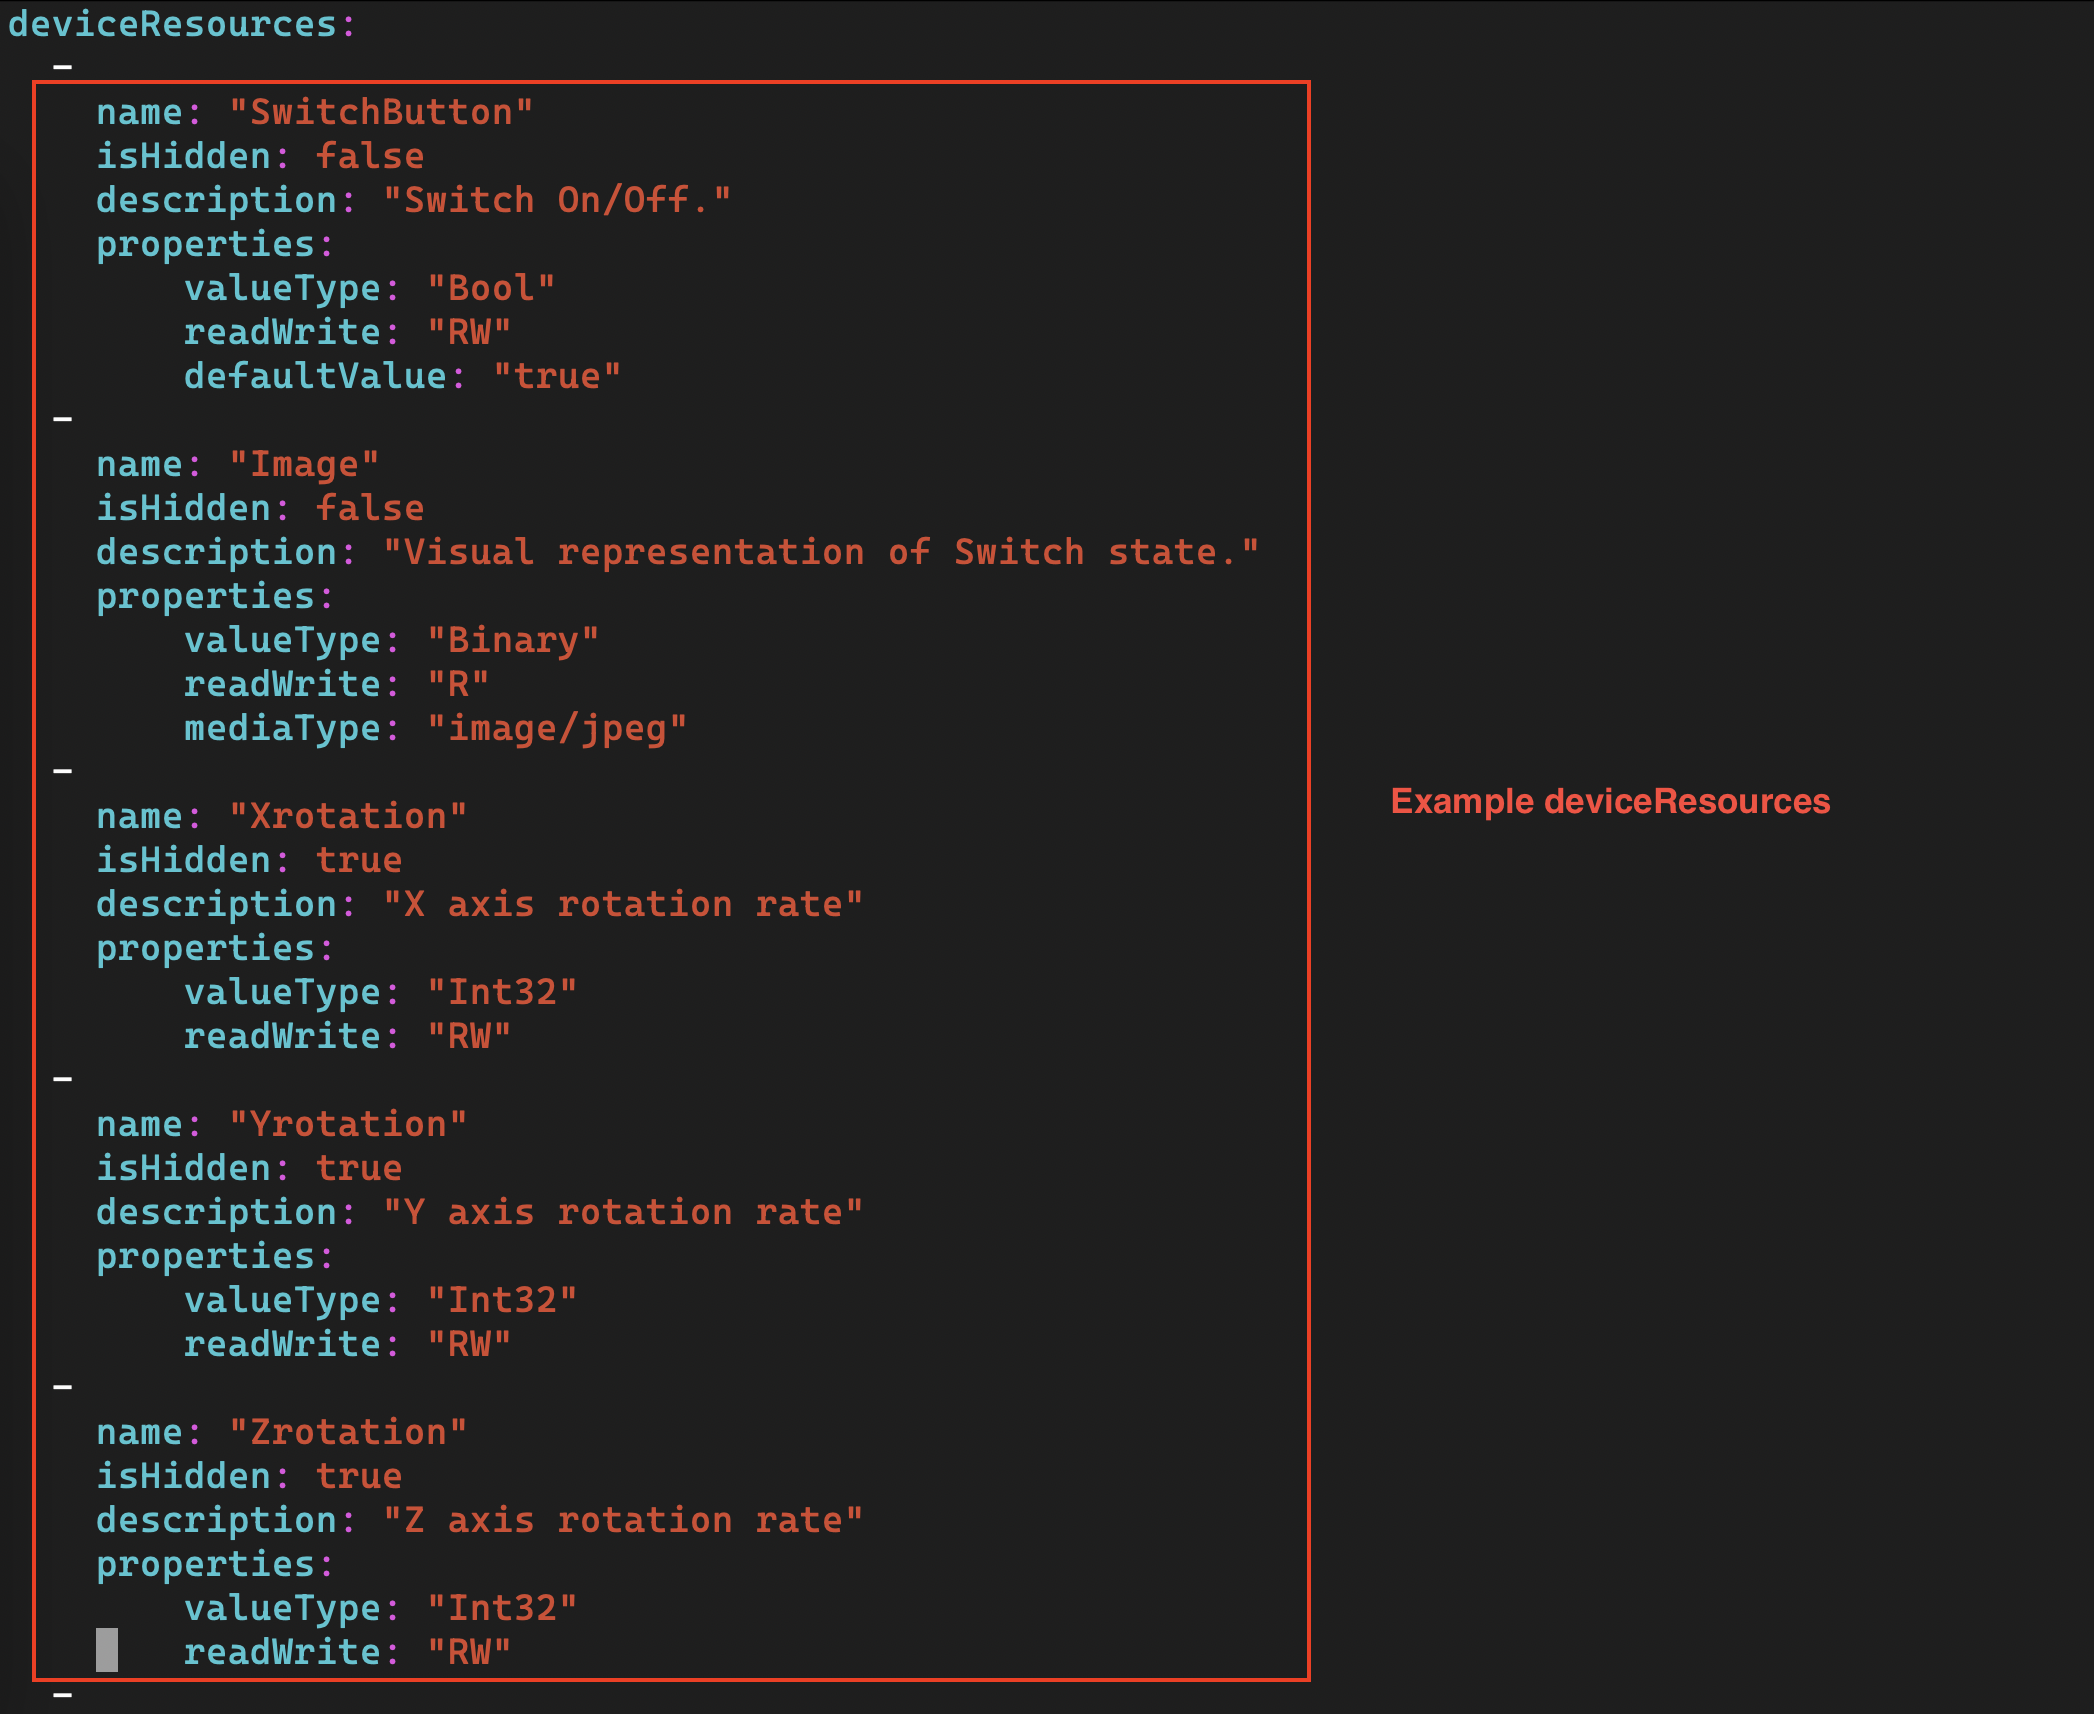 deviceResources:
  -
    name: "SwitchButton"
    isHidden: false
    description: "Switch On/Off."
    properties:
        valueType: "Bool"
        readWrite: "RW"
        defaultValue: "true"
  -
    name: "Image"
    isHidden: false
    description: "Visual representation of Switch state."
    properties:
        valueType: "Binary"
        readWrite: "R"
        mediaType: "image/jpeg"
  -
    name: "Xrotation"
    isHidden: true
    description: "X axis rotation rate"
    properties:
        valueType: "Int32"
        readWrite: "RW"
  -
    name: "Yrotation"
    isHidden: true
    description: "Y axis rotation rate"
    properties:
        valueType: "Int32"
        readWrite: "RW"
  -
    name: "Zrotation"
    isHidden: true
    description: "Z axis rotation rate"
    properties:
        valueType: "Int32"
        readWrite: "RW"
  -
Example deviceResources